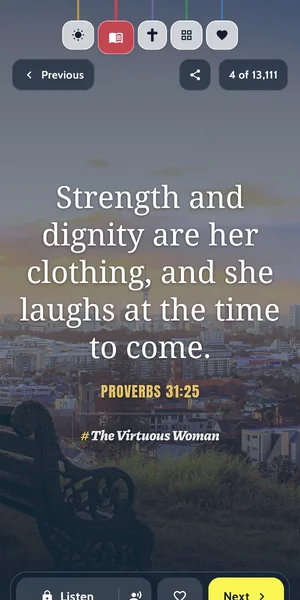 Previous
4 of 13,111
Strength and
dignity are her
clothing, and she
laughs at the time
to come.
PROVERBS 31:25
#The Virtuous Woman
Listen
Next